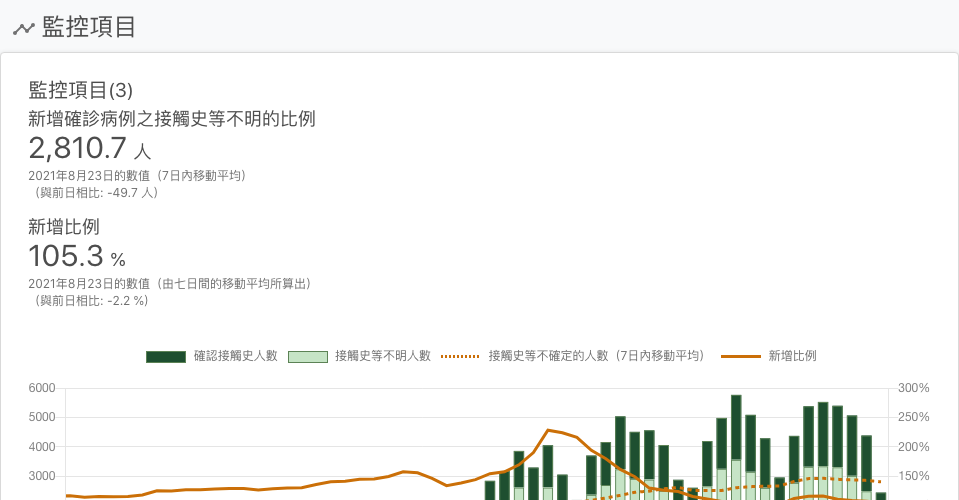 監控項目
監控項目(3)
新增確診病例之接觸史等不明的比例
2,810.7 人
2021年8月23日的數值（7日內移動平均）
（與前日相比: -49.7 人）
新增比例
105.3 %
2021年8月23日的數值（由七日間的移動平均所算出）
（與前日相比: -2.2 %）
確認接觸史人數 接觸史等不明人數 接觸史等不確定的人數（7日內移動平均） 新增比例
6000 300%
5000 250%
4000 200%
3000 150%